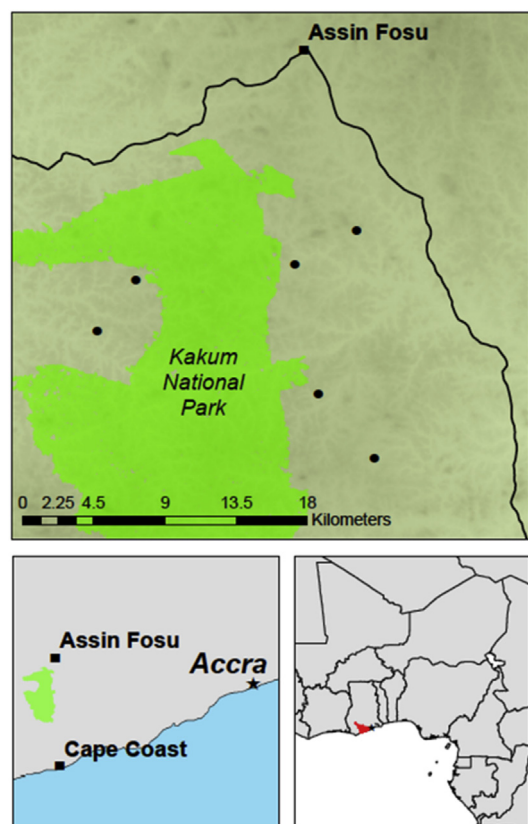 Assin Fosu
Kakum
National
Park
0 2.25 4.5 9 13.5 18
Kilometers
Assin Fosu
Accra
Cape Coast